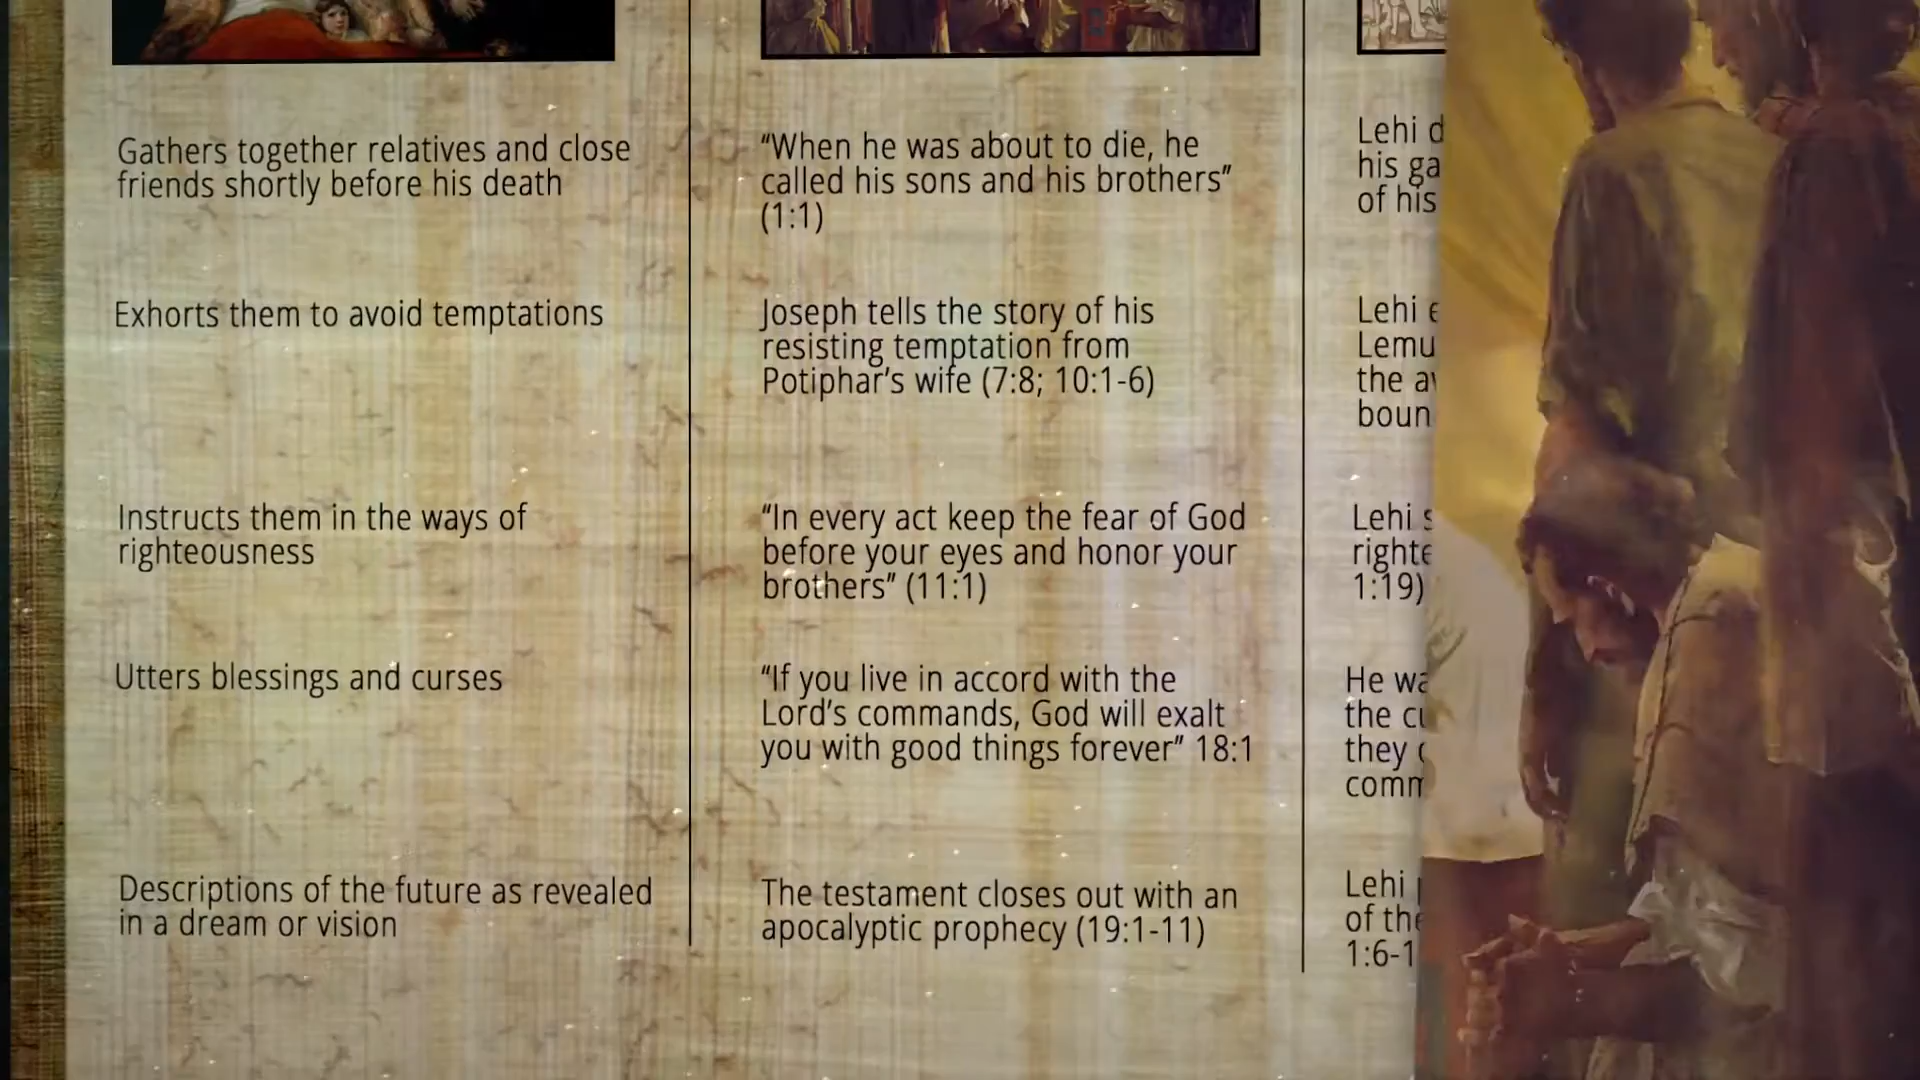 Gathers together relatives and close
friends shortly before his death
Exhorts them to avoid temptations
Instructs them in the ways of
righteousness
Utters blessings and curses
Descriptions of the future as revealed
in a dream or vision
“When he was about to die, he
called his sons and his brothers”
(1:1)
Joseph tells the story of his
resisting temptation from
Potiphar’s wife (7:8; 10:1-6)
“In every act keep the fear of God
before your eyes and honor your
brothers” (11:1)
“If you live in accord with the
Lord’s commands, God will exalt
you with good things forever” 18:1
The testament closes out with an
apocalyptic prophecy (19:1-11)
Lehi
his
of his
Lehi
the
Lehi
1:19)
He
the
they
Lehi
of